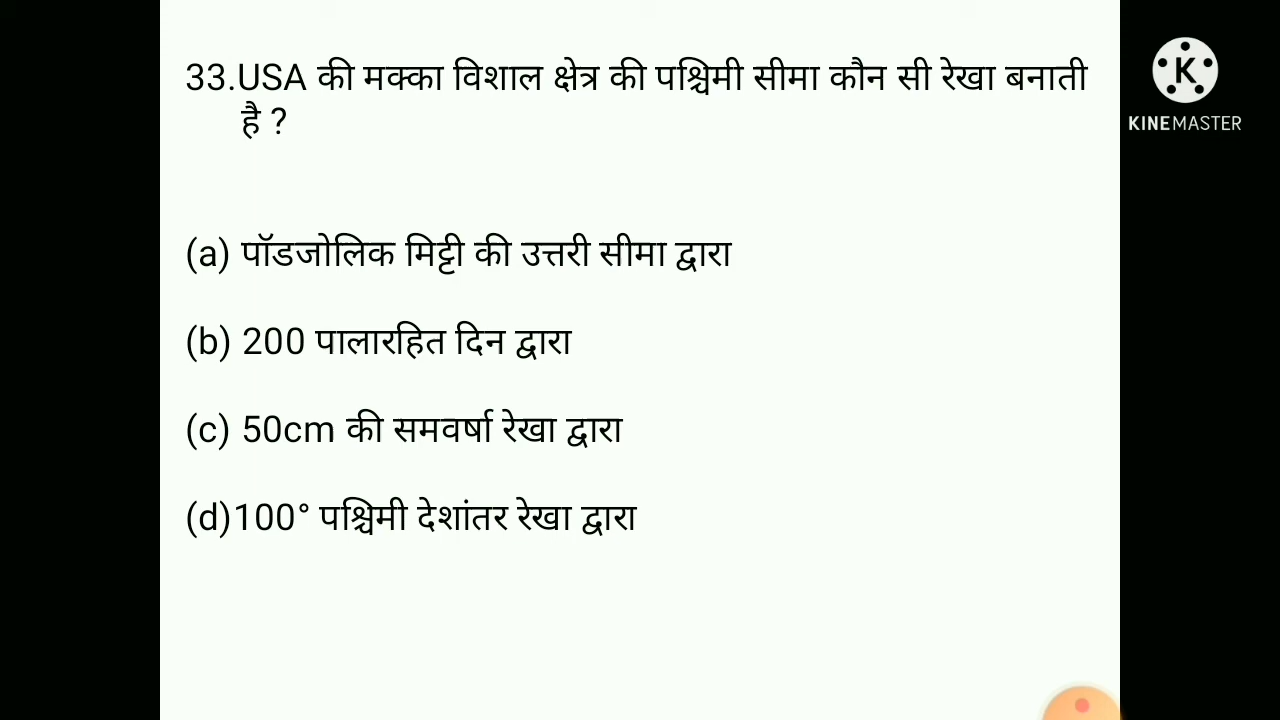 33.USA की मक्का विशाल क्षेत्र की पश्चिमी सीमा कौन सी रेखा बनाती
है ?
K
KINEMASTER
(a) पॉडजोलिक मिट्टी की उत्तरी सीमा द्वारा
(b) 200 पालारहित दिन द्वारा
(c) 50cm की समवर्षा रेखा द्वारा
(d)100° पश्चिमी देशांतर रेखा द्वारा